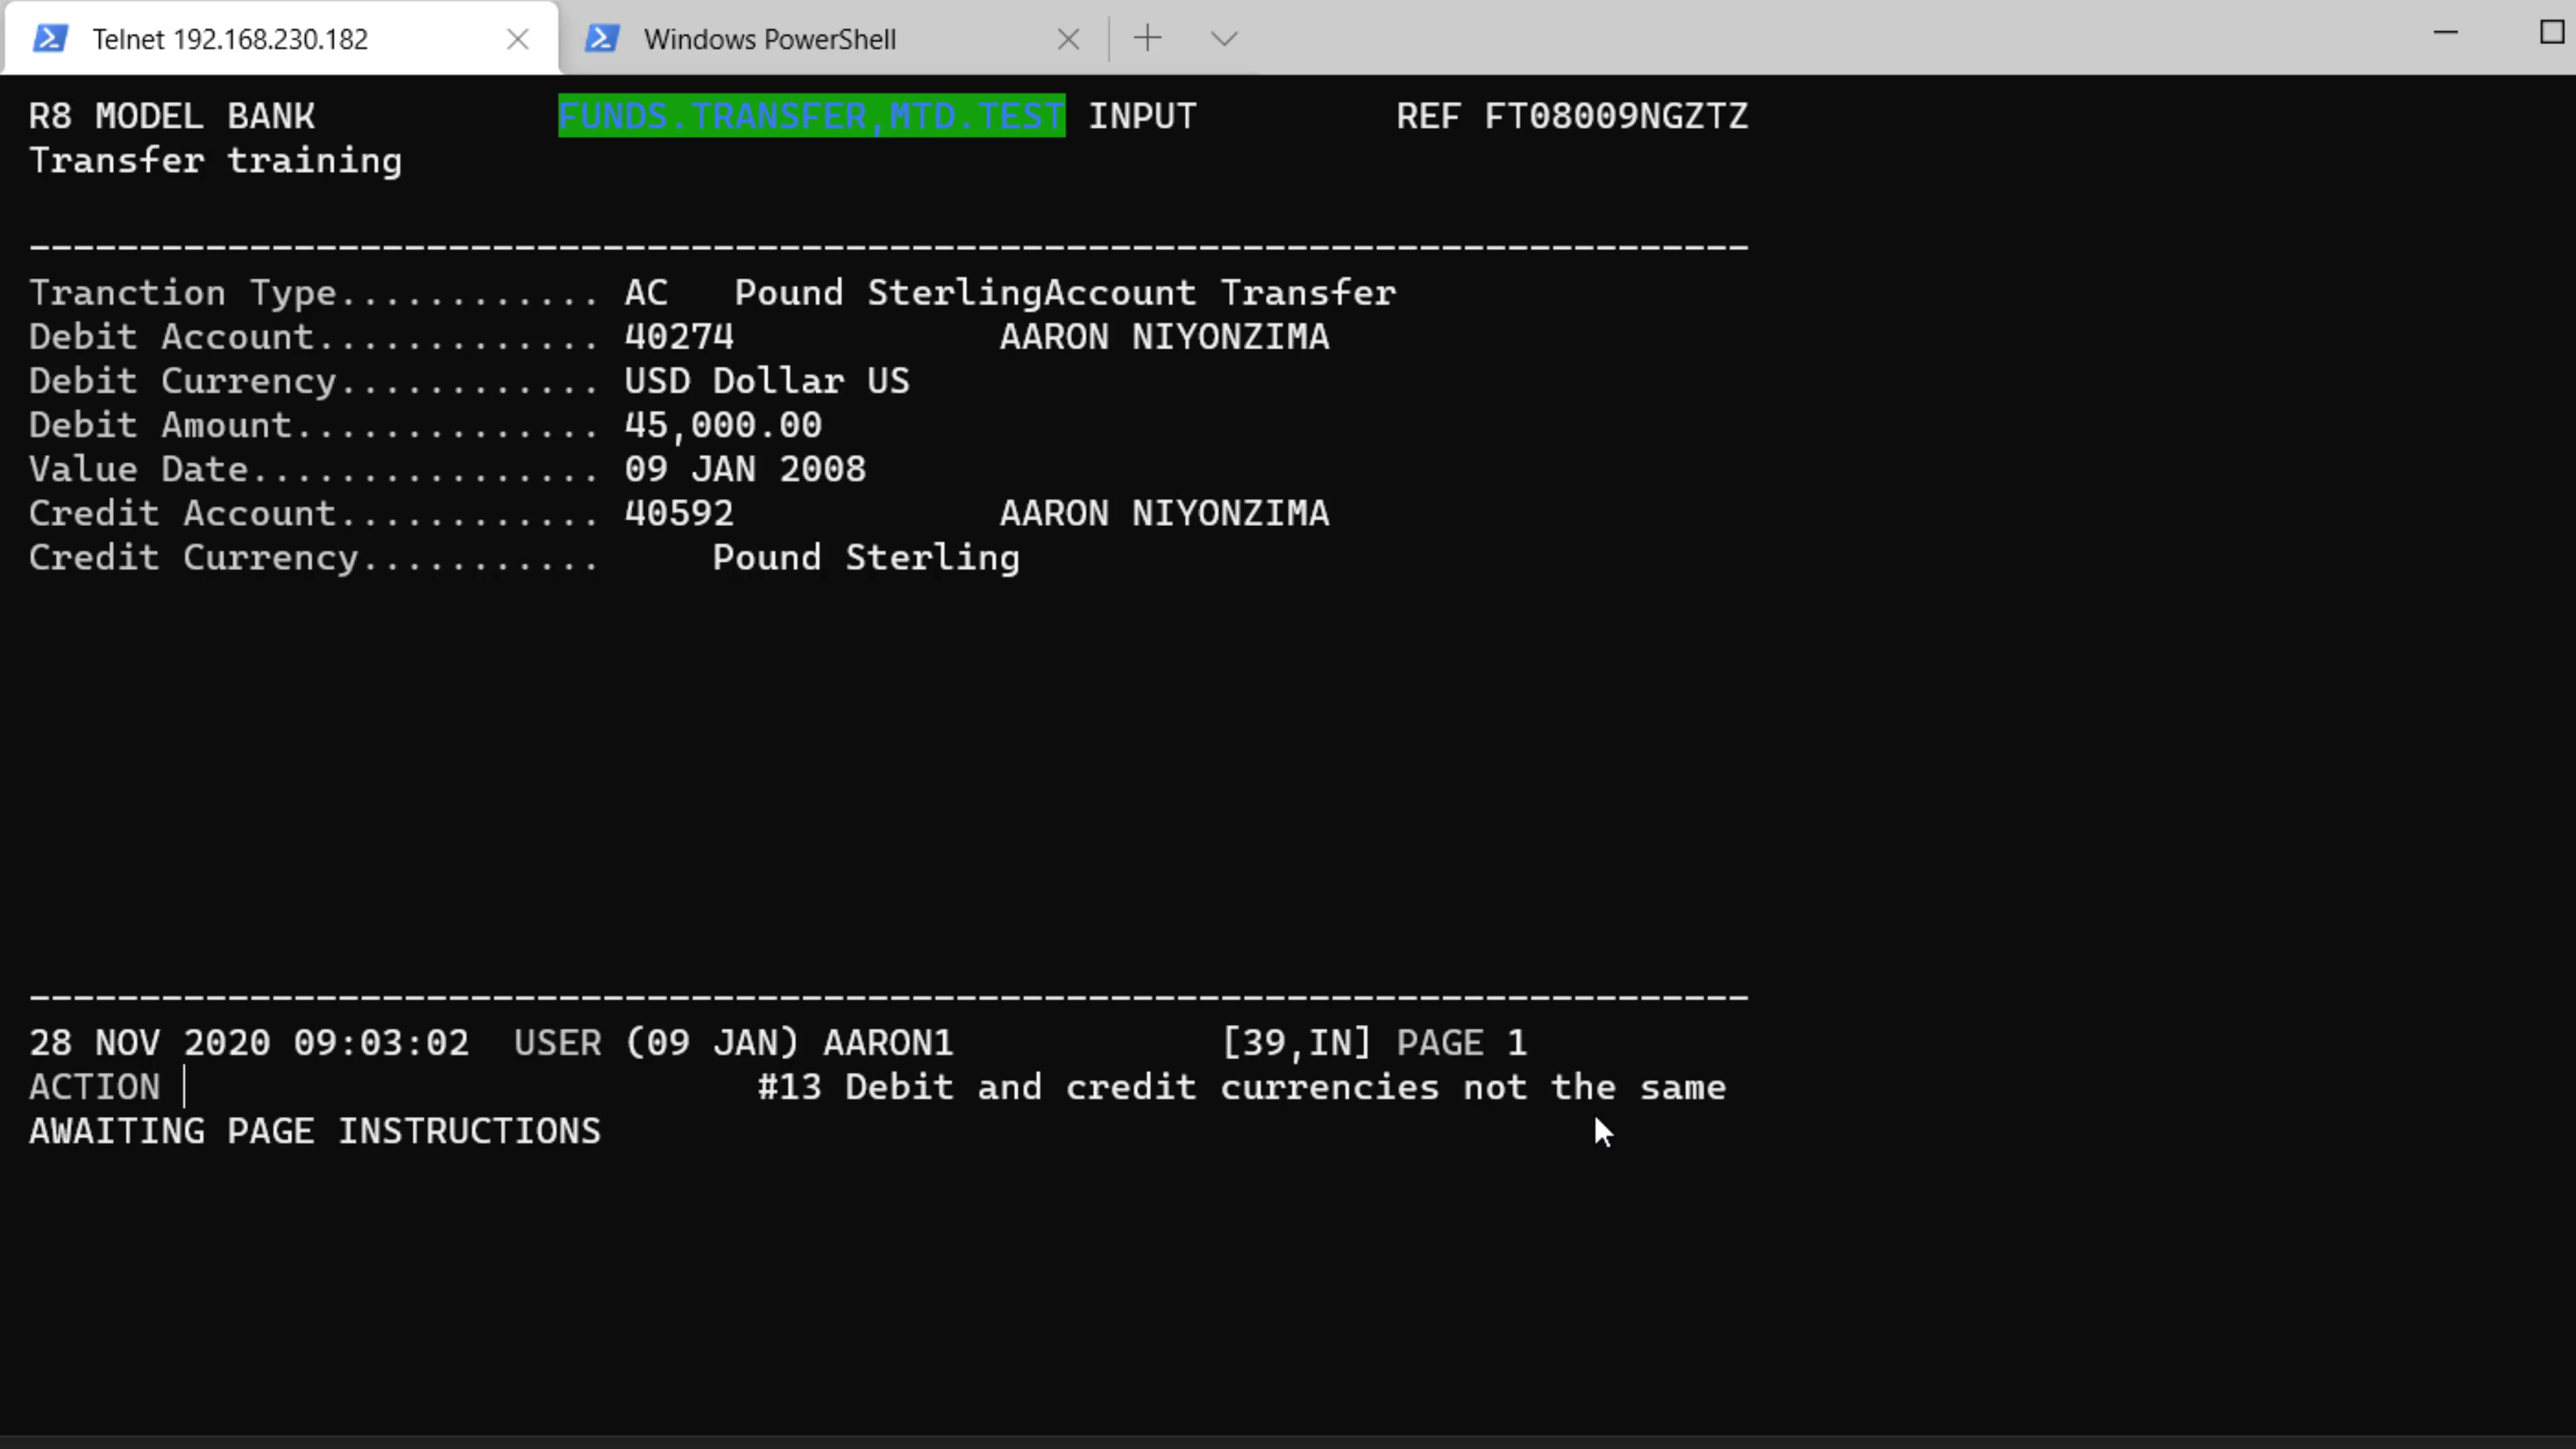 Telnet 192.168.230.182 Windows PowerShell
R8 MODEL BANK FUNDS.TRANSFER,MTD.TEST INPUT REF FT08009NGZTZ
Transfer training
--------------------------------------------------------------------------------
Tranction Type............ AC Pound SterlingAccount Transfer
Debit Account............. 40274 AARON NIYONZIMA
Debit Currency............ USD Dollar US
Debit Amount.............. 45,000.00
Value Date................ 09 JAN 2008
Credit Account............ 40592 AARON NIYONZIMA
Credit Currency........... Pound Sterling
--------------------------------------------------------------------------------
28 NOV 2020 09:03:02 USER (09 JAN) AARON1 [39,IN] PAGE 1
ACTION #13 Debit and credit currencies not the same
AWAITING PAGE INSTRUCTIONS